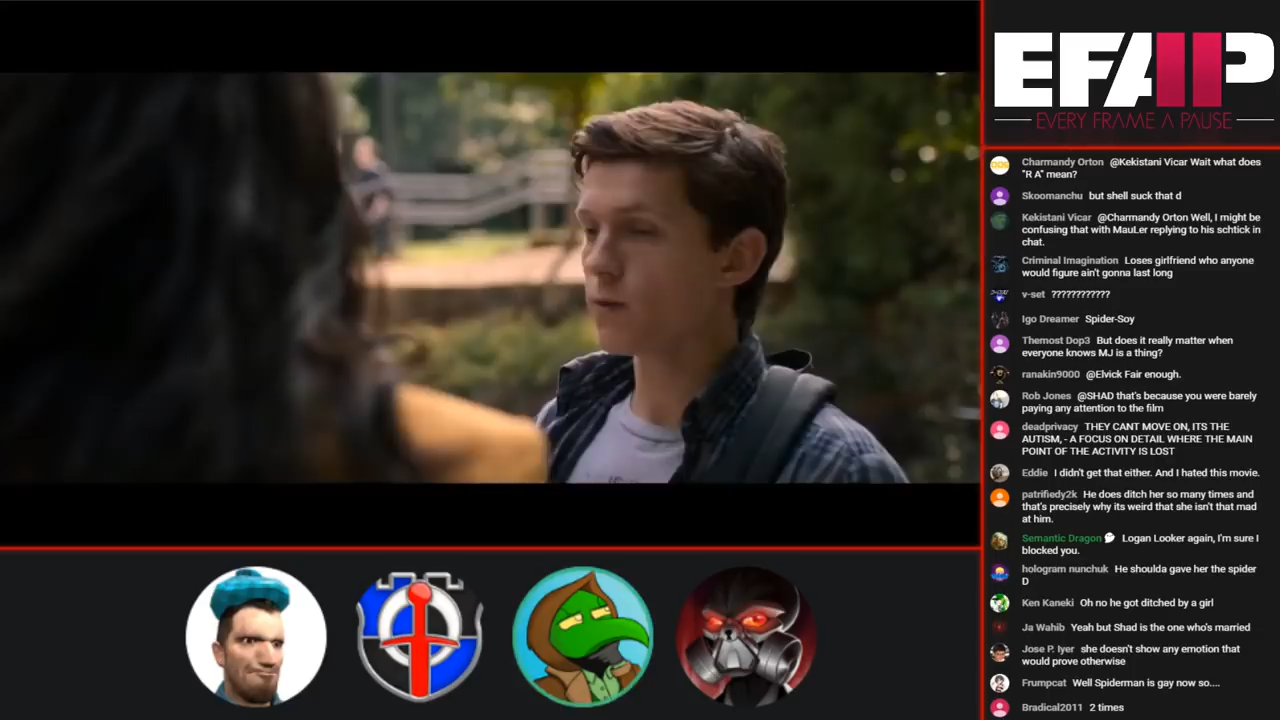 EFAP
EVERY FRAME A PAUSE
Charmandy Orton @Kekistani Vicar Wait what does
"R A" mean?
Skoomanchu but shell suck that d
Kekistani Vicar @Charmandy Orton Well, I might be
confusing that with MauLer replying to his schtick in
chat.
Criminal Imagination Loses girlfriend who anyone
would figure ain't gonna last long
v-set ????????????
Igo Dreamer Spider-Soy
Themost Dop3 But does it really matter when
everyone knows MJ is a thing?
ranakin9000 @Elvick Fair enough.
Rob Jones @SHAD that's because you were barely
paying any attention to the film
deadprivacy THEY CANT MOVE ON, ITS THE
AUTISM, - A FOCUS ON DETAIL WHERE THE MAIN
POINT OF THE ACTIVITY IS LOST
Eddie I didn't get that either. And I hated this movie.
patrifiedy2k He does ditch her so many times and
that's precisely why its weird that she isn't that mad
at him.
Semantic Dragon Logan Looker again, I'm sure I
blocked you.
hologram nunchuk He shoulda gave her the spider
D
Ken Kaneki Oh no he got ditched by a girl
Ja Wahib Yeah but Shad is the one who's married
Jose P. Iyer she doesn't show any emotion that
would prove otherwise
Frumpcat Well Spiderman is gay now so....
Bradical2011 2 times